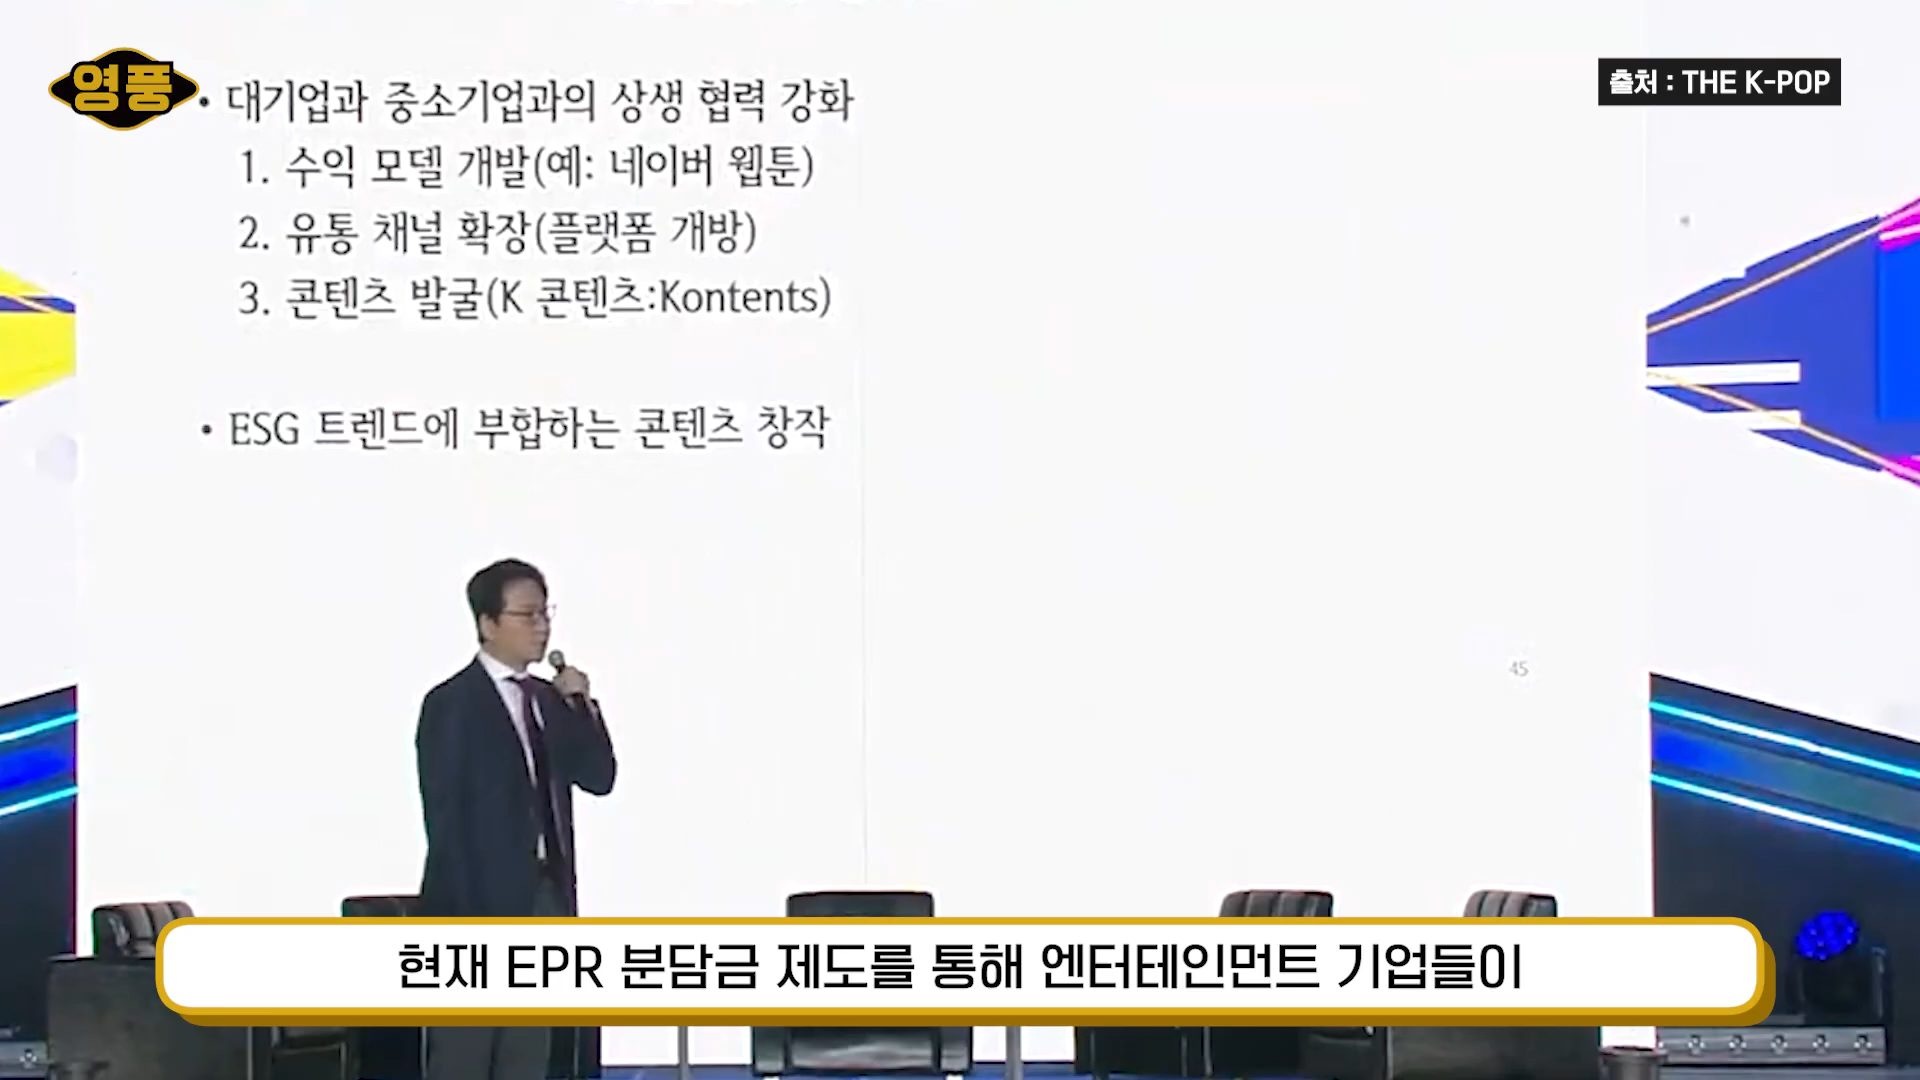 영풍
출처 : THE K-POP
• 대기업과 중소기업과의 상생 협력 강화
1. 수익 모델 개발(예: 네이버 웹툰)
2. 유통 채널 확장(플랫폼 개방)
3. 콘텐츠 발굴(K 콘텐츠:Kontents)
• ESG 트렌드에 부합하는 콘텐츠 창작
45
현재 EPR 분담금 제도를 통해 엔터테인먼트 기업들이